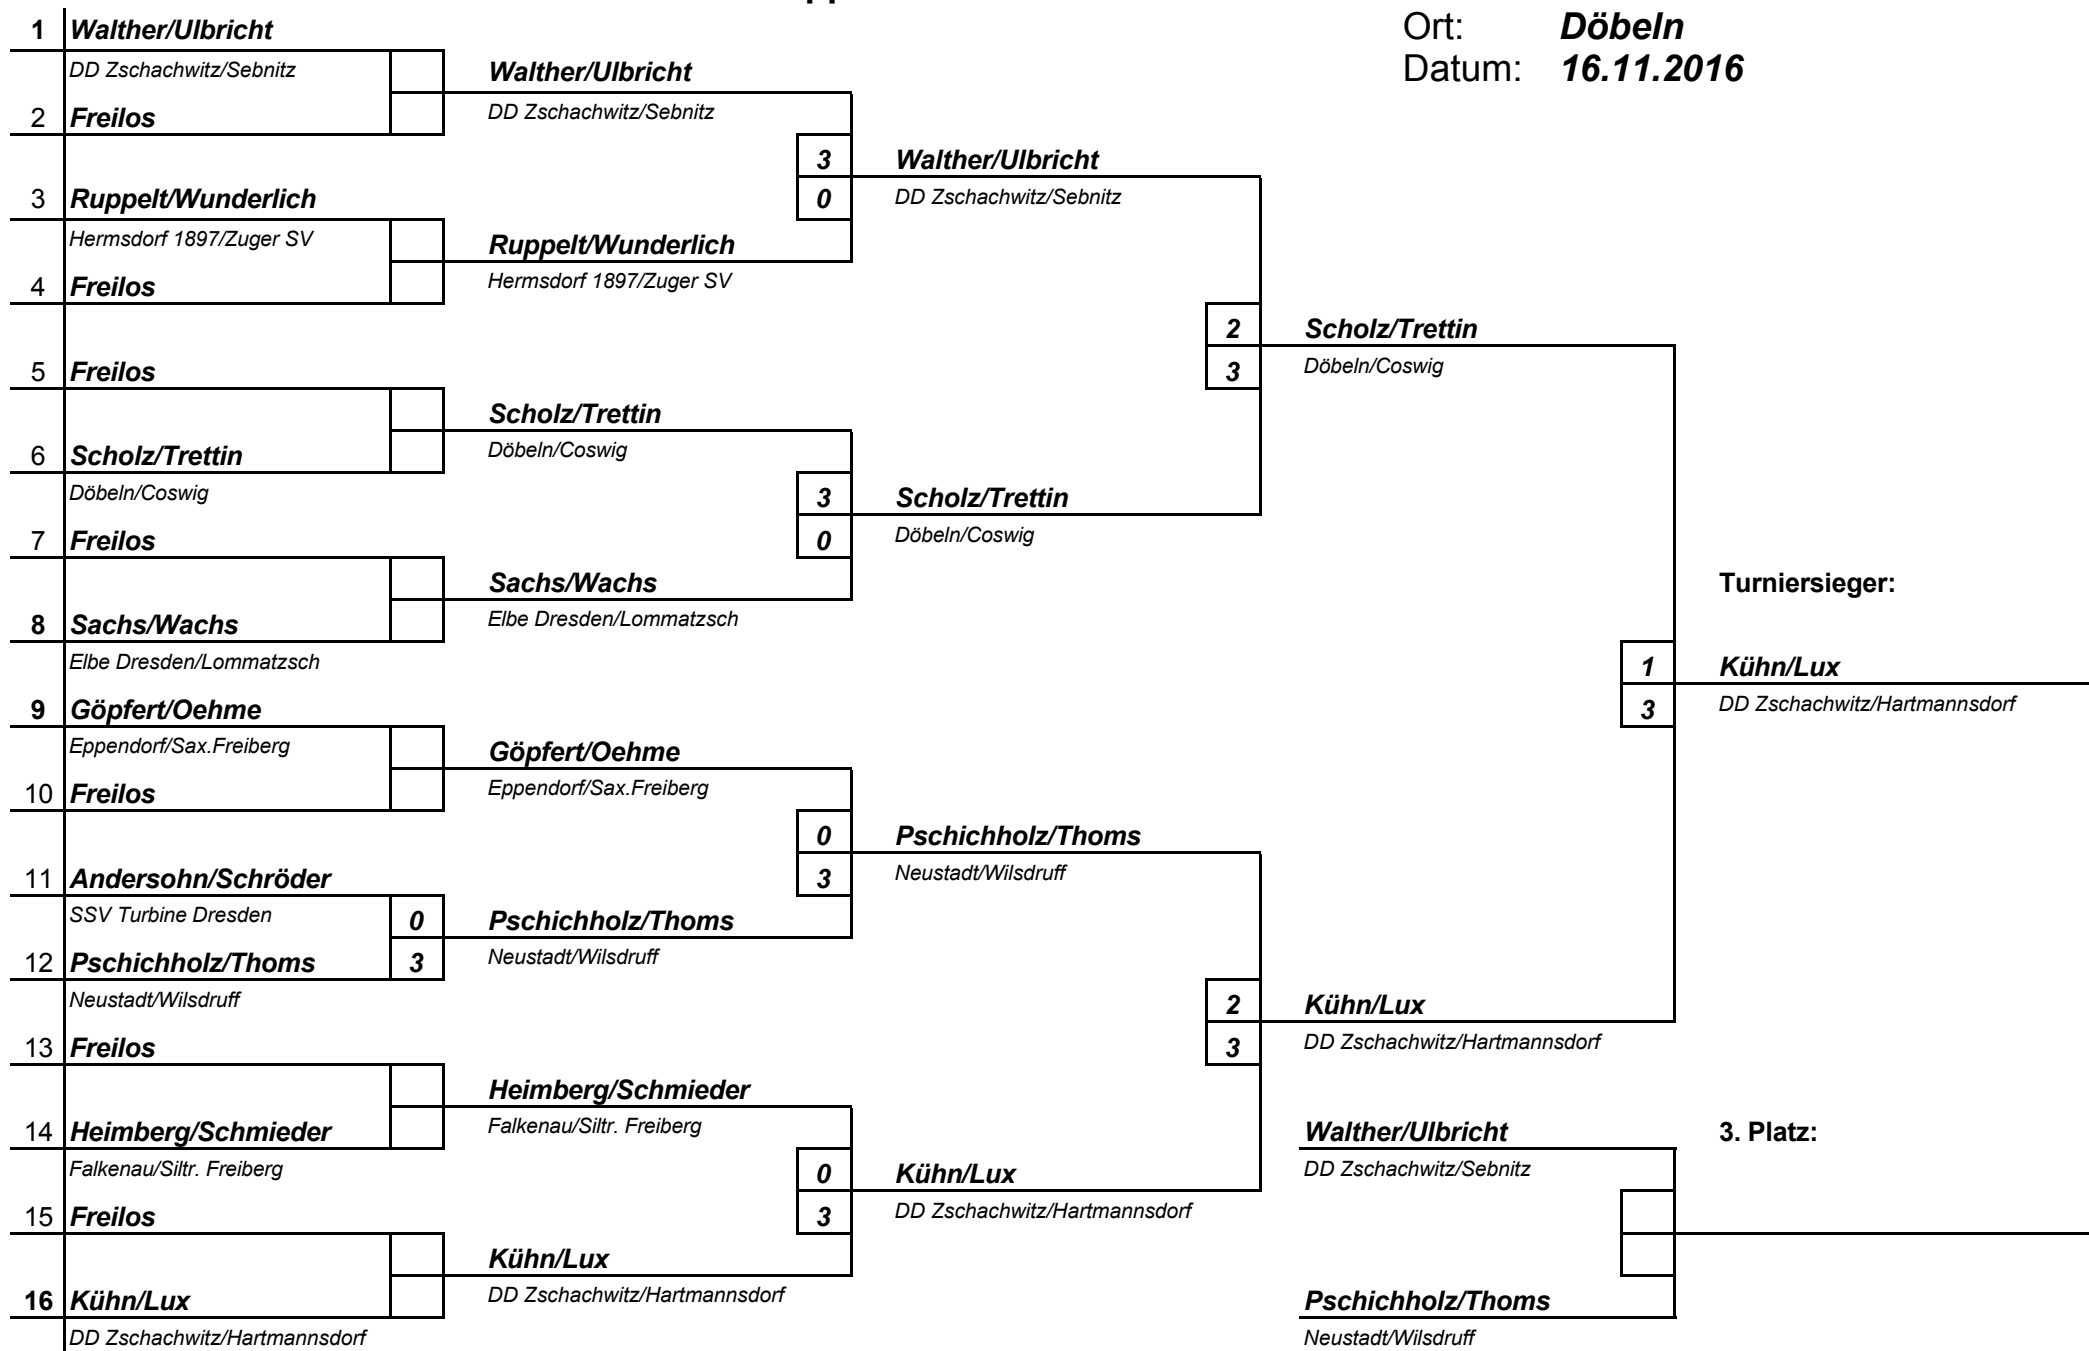 Ort: Döbeln
Datum: 16.11.2016
1 Walther/Ulbricht
DD Zschachwitz/Sebnitz
2 Freilos
3 Ruppelt/Wunderlich
Hermsdorf 1897/Zuger SV
4 Freilos
5 Freilos
6 Scholz/Trettin
Döbeln/Coswig
7 Freilos
8 Sachs/Wachs
Elbe Dresden/Lommatzsch
9 Göpfert/Oehme
Eppendorf/Sax.Freiberg
10 Freilos
11 Andersohn/Schröder
SSV Turbine Dresden
0
12 Pschichholz/Thoms
3
Neustadt/Wilsdruff
13 Freilos
14 Heimberg/Schmieder
Falkenau/Siltr. Freiberg
15 Freilos
16 Kühn/Lux
DD Zschachwitz/Hartmannsdorf
Walther/Ulbricht
DD Zschachwitz/Sebnitz
3
0
Ruppelt/Wunderlich
Hermsdorf 1897/Zuger SV
Scholz/Trettin
Döbeln/Coswig
3
0
Sachs/Wachs
Elbe Dresden/Lommatzsch
Göpfert/Oehme
Eppendorf/Sax.Freiberg
0
3
Pschichholz/Thoms
Neustadt/Wilsdruff
Heimberg/Schmieder
Falkenau/Siltr. Freiberg
0
3
Kühn/Lux
DD Zschachwitz/Hartmannsdorf
Walther/Ulbricht
DD Zschachwitz/Sebnitz
2
3
Scholz/Trettin
Döbeln/Coswig
Pschichholz/Thoms
Neustadt/Wilsdruff
2
3
Kühn/Lux
DD Zschachwitz/Hartmannsdorf
Scholz/Trettin
Döbeln/Coswig
1
3
Kühn/Lux
DD Zschachwitz/Hartmannsdorf
Turniersieger:
Kühn/Lux
DD Zschachwitz/Hartmannsdorf
Walther/Ulbricht
DD Zschachwitz/Sebnitz
3. Platz:
Pschichholz/Thoms
Neustadt/Wilsdruff